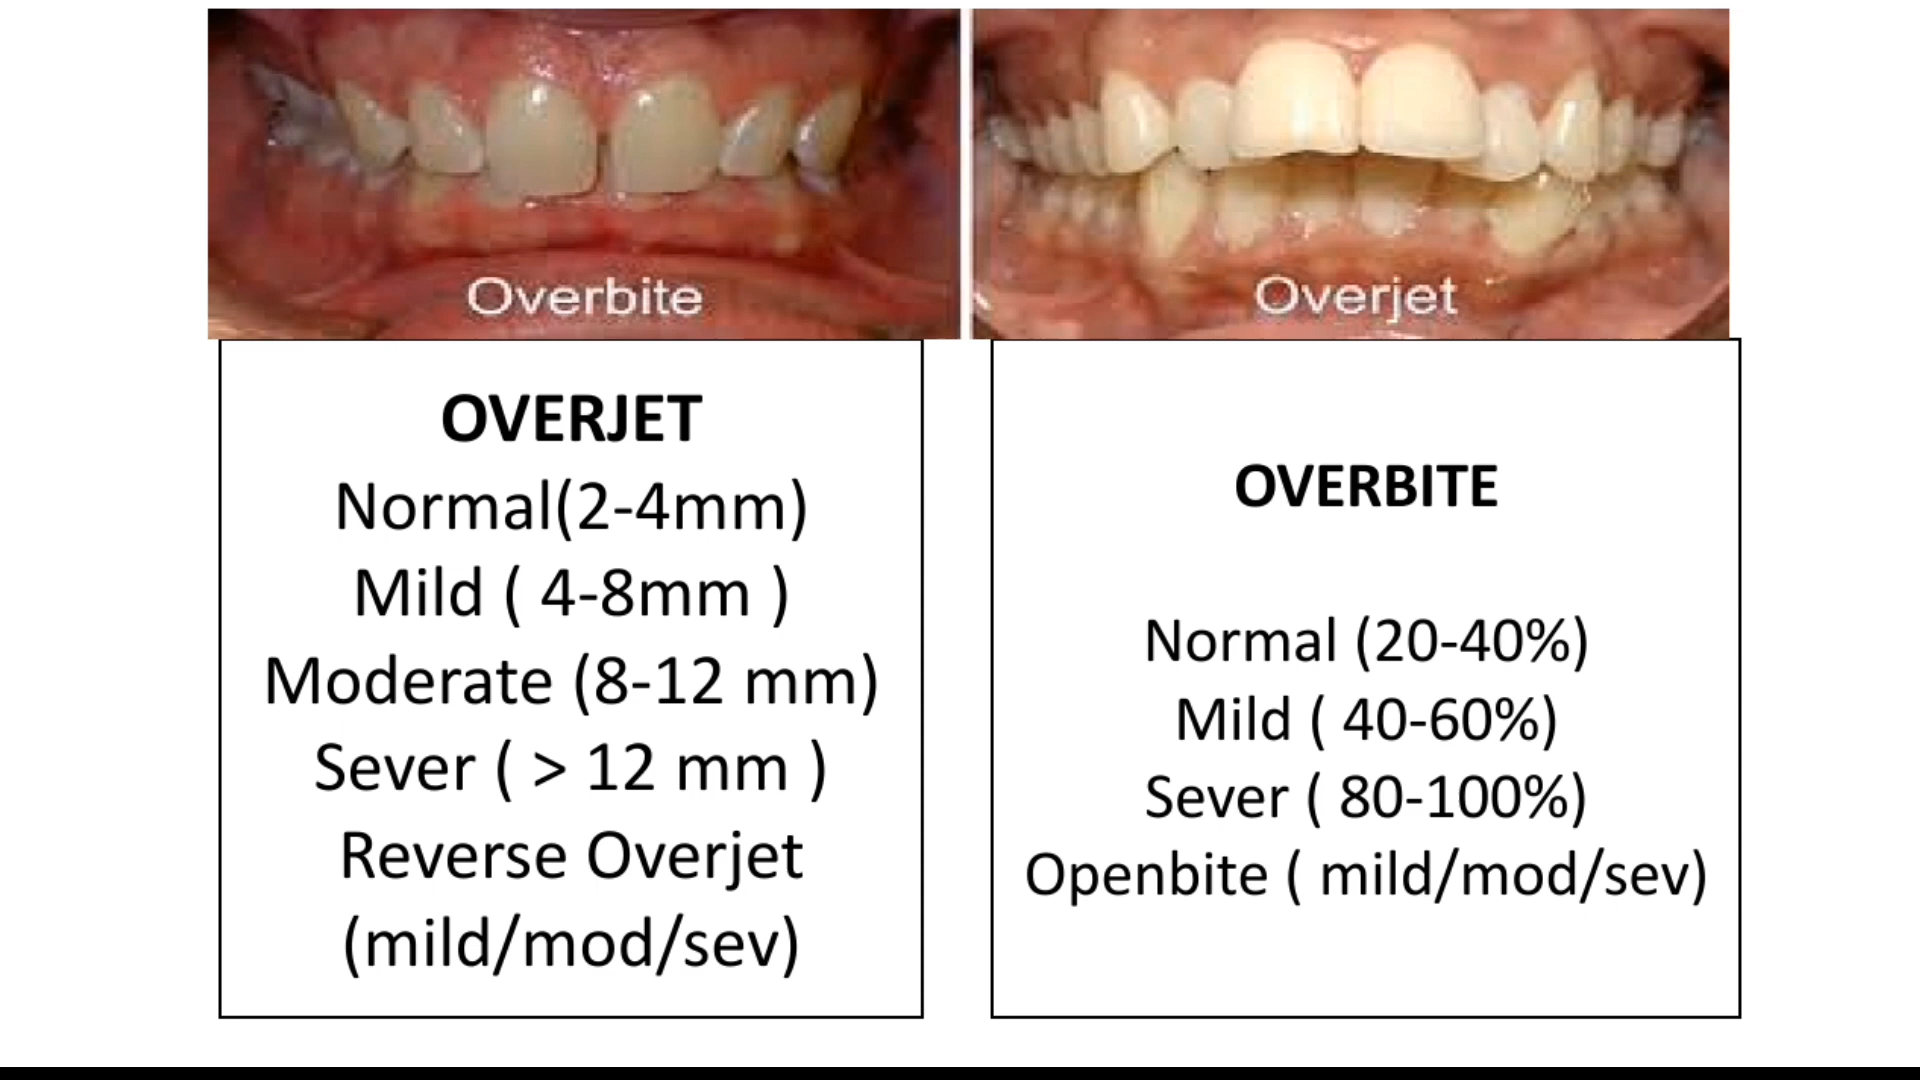 Overbite
Overjet
OVERJET
Normal(2-4mm)
Mild ( 4-8mm )
Moderate (8-12 mm)
Sever ( > 12 mm )
Reverse Overjet
(mild/mod/sev)
OVERBITE
Normal (20-40%)
Mild ( 40-60%)
Sever ( 80-100%)
Openbite ( mild/mod/sev)